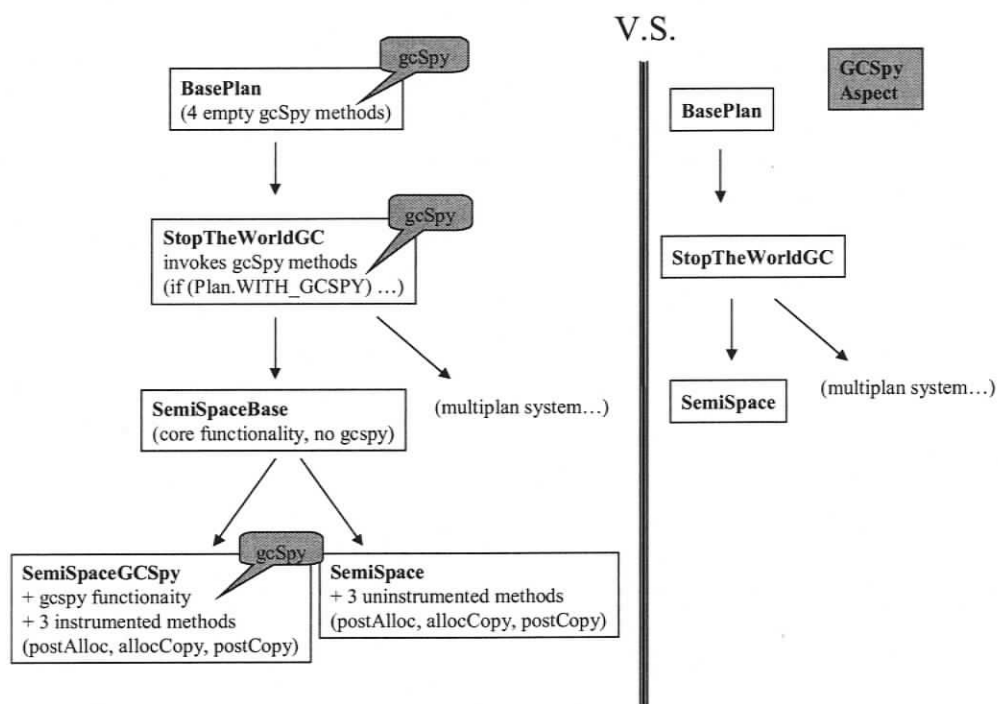 V.S.
gcSpy
BasePlan
(4 empty gcSpy methods)
gcSpy
StopTheWorldGC
invokes gcSpy methods
(if (Plan.WITH_GCSPY) …)
SemiSpaceBase
(core functionality, no gcspy)
(multiplan system…)
gcSpy
SemiSpaceGCSpy
+ gcspy functionaity
+ 3 instrumented methods
(postAlloc, allocCopy, postCopy)
SemiSpace
+ 3 uninstrumented methods
(postAlloc, allocCopy, postCopy)
GCSpy
Aspect
BasePlan
StopTheWorldGC
SemiSpace
(multiplan system…)